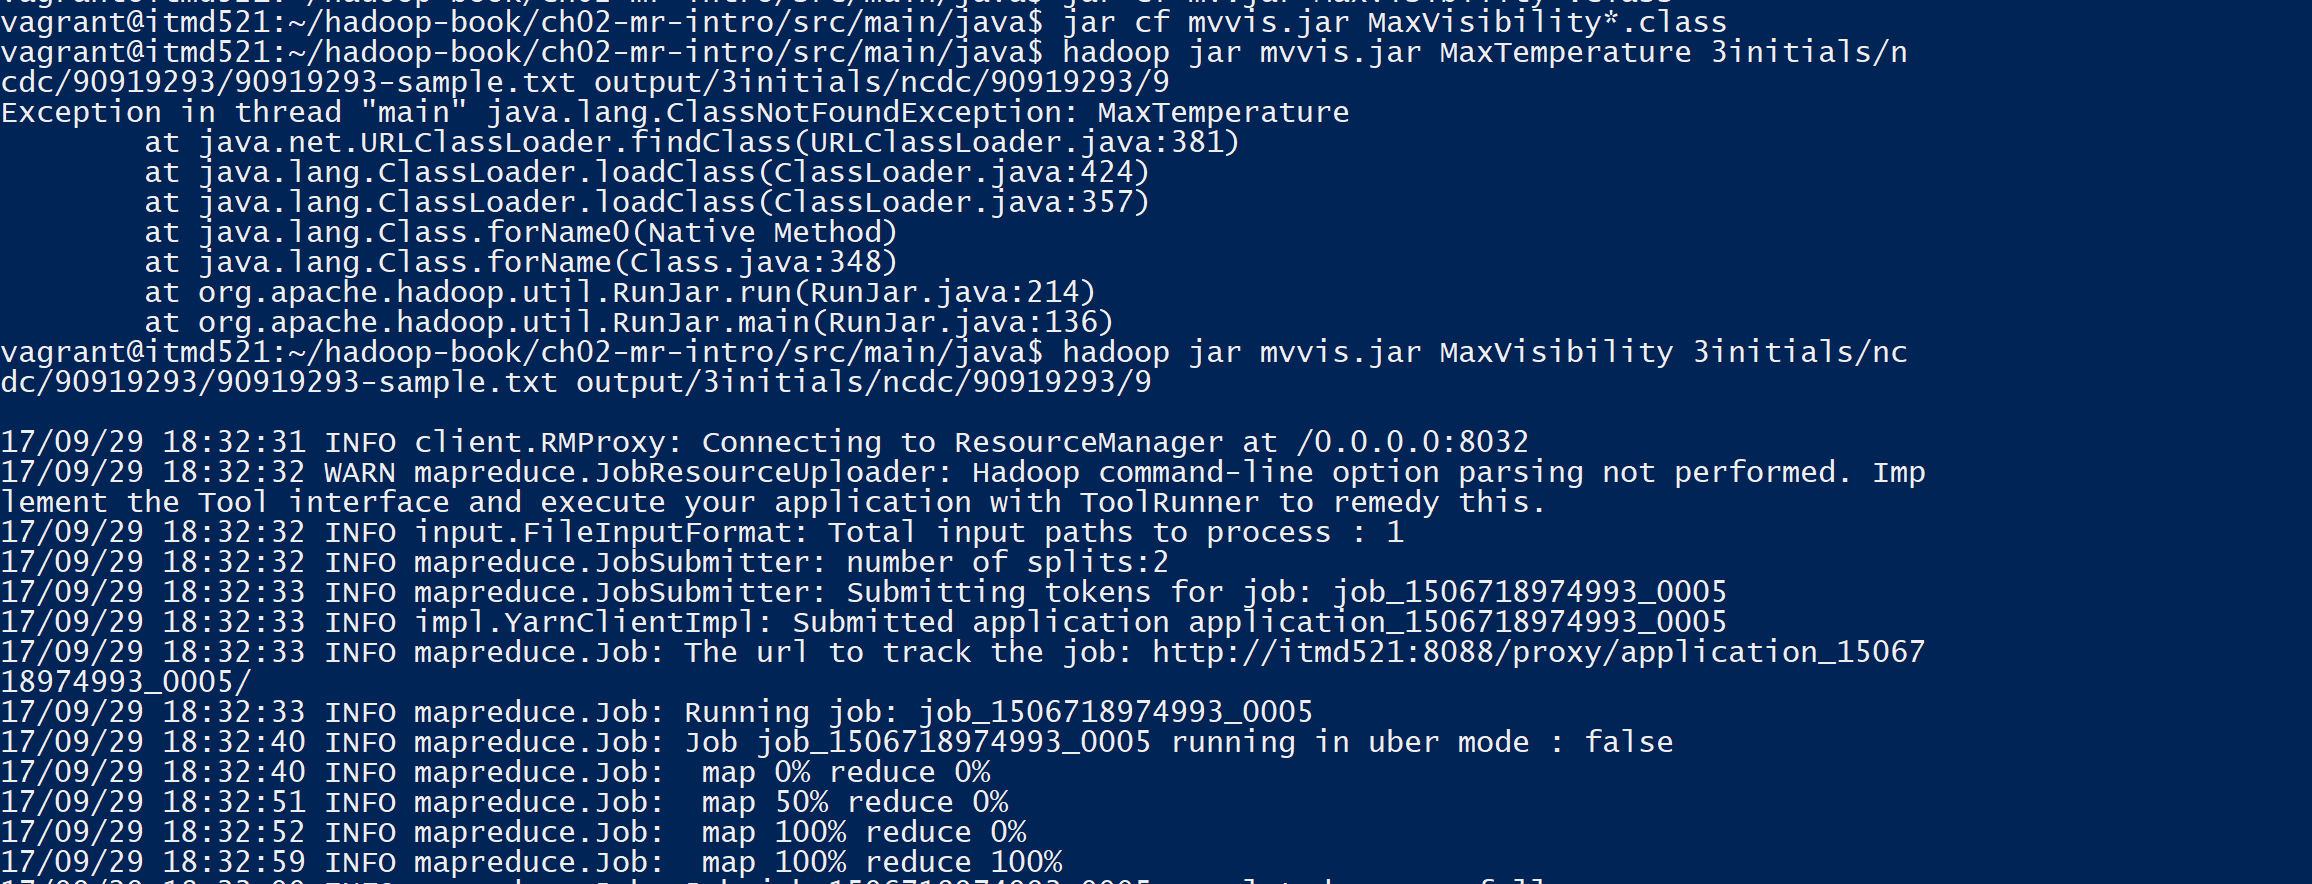 vagrant@itmd521:~/hadoop-book/ch02-mr-intro/src/main/java$ jar cf mvvis.jar MaxVisibility*.class
vagrant@itmd521:~/hadoop-book/ch02-mr-intro/src/main/java$ hadoop jar mvvis.jar MaxTemperature 3initials/n
cdc/90919293/90919293-sample.txt output/3initials/ncdc/90919293/9
Exception in thread "main" java.lang.ClassNotFoundException: MaxTemperature
        at java.net.URLClassLoader.findClass(URLClassLoader.java:381)
        at java.lang.ClassLoader.loadClass(ClassLoader.java:424)
        at java.lang.ClassLoader.loadClass(ClassLoader.java:357)
        at java.lang.Class.forName0(Native Method)
        at java.lang.Class.forName(Class.java:348)
        at org.apache.hadoop.util.RunJar.run(RunJar.java:214)
        at org.apache.hadoop.util.RunJar.main(RunJar.java:136)
vagrant@itmd521:~/hadoop-book/ch02-mr-intro/src/main/java$ hadoop jar mvvis.jar MaxVisibility 3initials/nc
dc/90919293/90919293-sample.txt output/3initials/ncdc/90919293/9
17/09/29 18:32:31 INFO client.RMProxy: Connecting to ResourceManager at /0.0.0.0:8032
17/09/29 18:32:32 WARN mapreduce.JobResourceUploader: Hadoop command-line option parsing not performed. Imp
lement the Tool interface and execute your application with ToolRunner to remedy this.
17/09/29 18:32:32 INFO input.FileInputFormat: Total input paths to process : 1
17/09/29 18:32:32 INFO mapreduce.JobSubmitter: number of splits:2
17/09/29 18:32:33 INFO mapreduce.JobSubmitter: Submitting tokens for job: job_1506718974993_0005
17/09/29 18:32:33 INFO impl.YarnClientImpl: Submitted application application_1506718974993_0005
17/09/29 18:32:33 INFO mapreduce.Job: The url to track the job: http://itmd521:8088/proxy/application_15067
18974993_0005/
17/09/29 18:32:33 INFO mapreduce.Job: Running job: job_1506718974993_0005
17/09/29 18:32:40 INFO mapreduce.Job: Job job_1506718974993_0005 running in uber mode : false
17/09/29 18:32:40 INFO mapreduce.Job:  map 0% reduce 0%
17/09/29 18:32:51 INFO mapreduce.Job:  map 50% reduce 0%
17/09/29 18:32:52 INFO mapreduce.Job:  map 100% reduce 0%
17/09/29 18:32:59 INFO mapreduce.Job:  map 100% reduce 100%